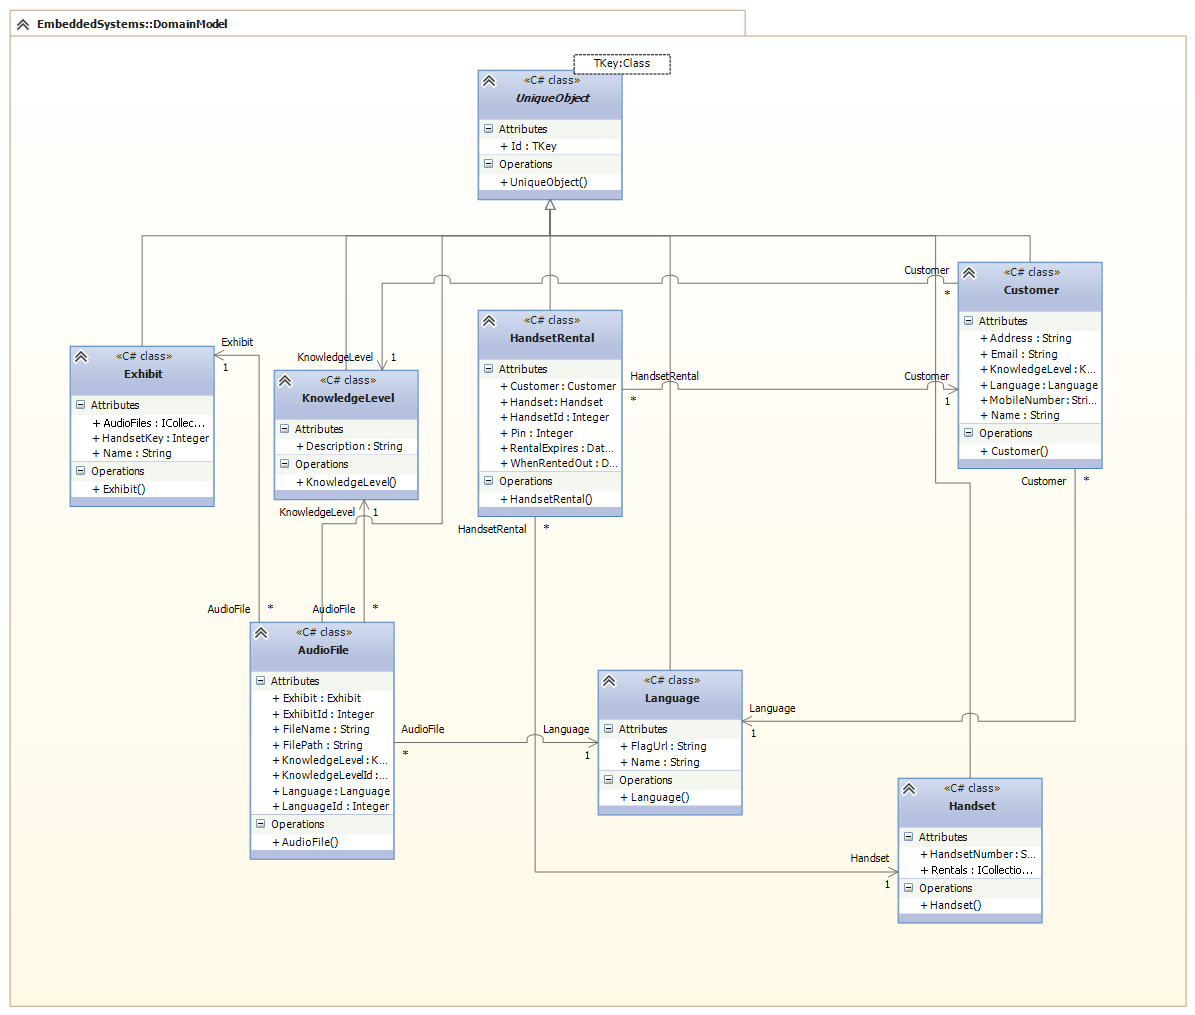 EmbeddedSystems::DomainModel
TKey:Class
«C# class»
UniqueObject
Attributes
+ Id : TKey
Operations
+ UniqueObject()
Customer
*
«C# class»
Customer
Attributes
+ Address : String
+ Email : String
+ KnowledgeLevel : K...
+ Language : Language
+ MobileNumber : Stri...
+ Name : String
Operations
+ Customer()
«C# class»
HandsetRental
Attributes
+ Customer : Customer
+ Handset : Handset
+ HandsetId : Integer
+ Pin : Integer
+ RentalExpires : Dat...
+ WhenRentedOut : D...
Operations
+ HandsetRental()
HandsetRental
*
Customer
1
Exhibit
1
«C# class»
Exhibit
Attributes
+ AudioFiles : ICollec...
+ HandsetKey : Integer
+ Name : String
Operations
+ Exhibit()
KnowledgeLevel
1
«C# class»
KnowledgeLevel
Attributes
+ Description : String
Operations
+ KnowledgeLevel()
KnowledgeLevel
1
HandsetRental
*
Customer
*
AudioFile
*
AudioFile
*
«C# class»
AudioFile
Attributes
+ Exhibit : Exhibit
+ ExhibitId : Integer
+ FileName : String
+ FilePath : String
+ KnowledgeLevel : K...
+ KnowledgeLevelId : ...
+ Language : Language
+ LanguageId : Integer
Operations
+ AudioFile()
AudioFile
*
Language
1
«C# class»
Language
Attributes
+ FlagUrl : String
+ Name : String
Operations
+ Language()
Language
1
Handset
1
«C# class»
Handset
Attributes
+ HandsetNumber : S...
+ Rentals : ICollectio...
Operations
+ Handset()